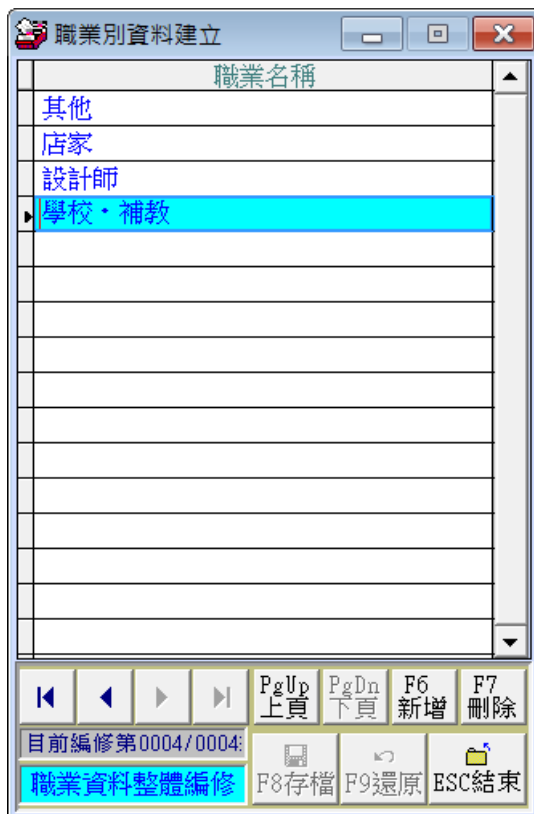 職業別資料建立
職業名稱
其他
店家
設計師
學校・補教
PgUp
上頁
PgDn
下頁
F6
新增
F7
刪除
目前編修第0004/0004
職業資料整體編修
F8存檔
F9還原
ESC結束